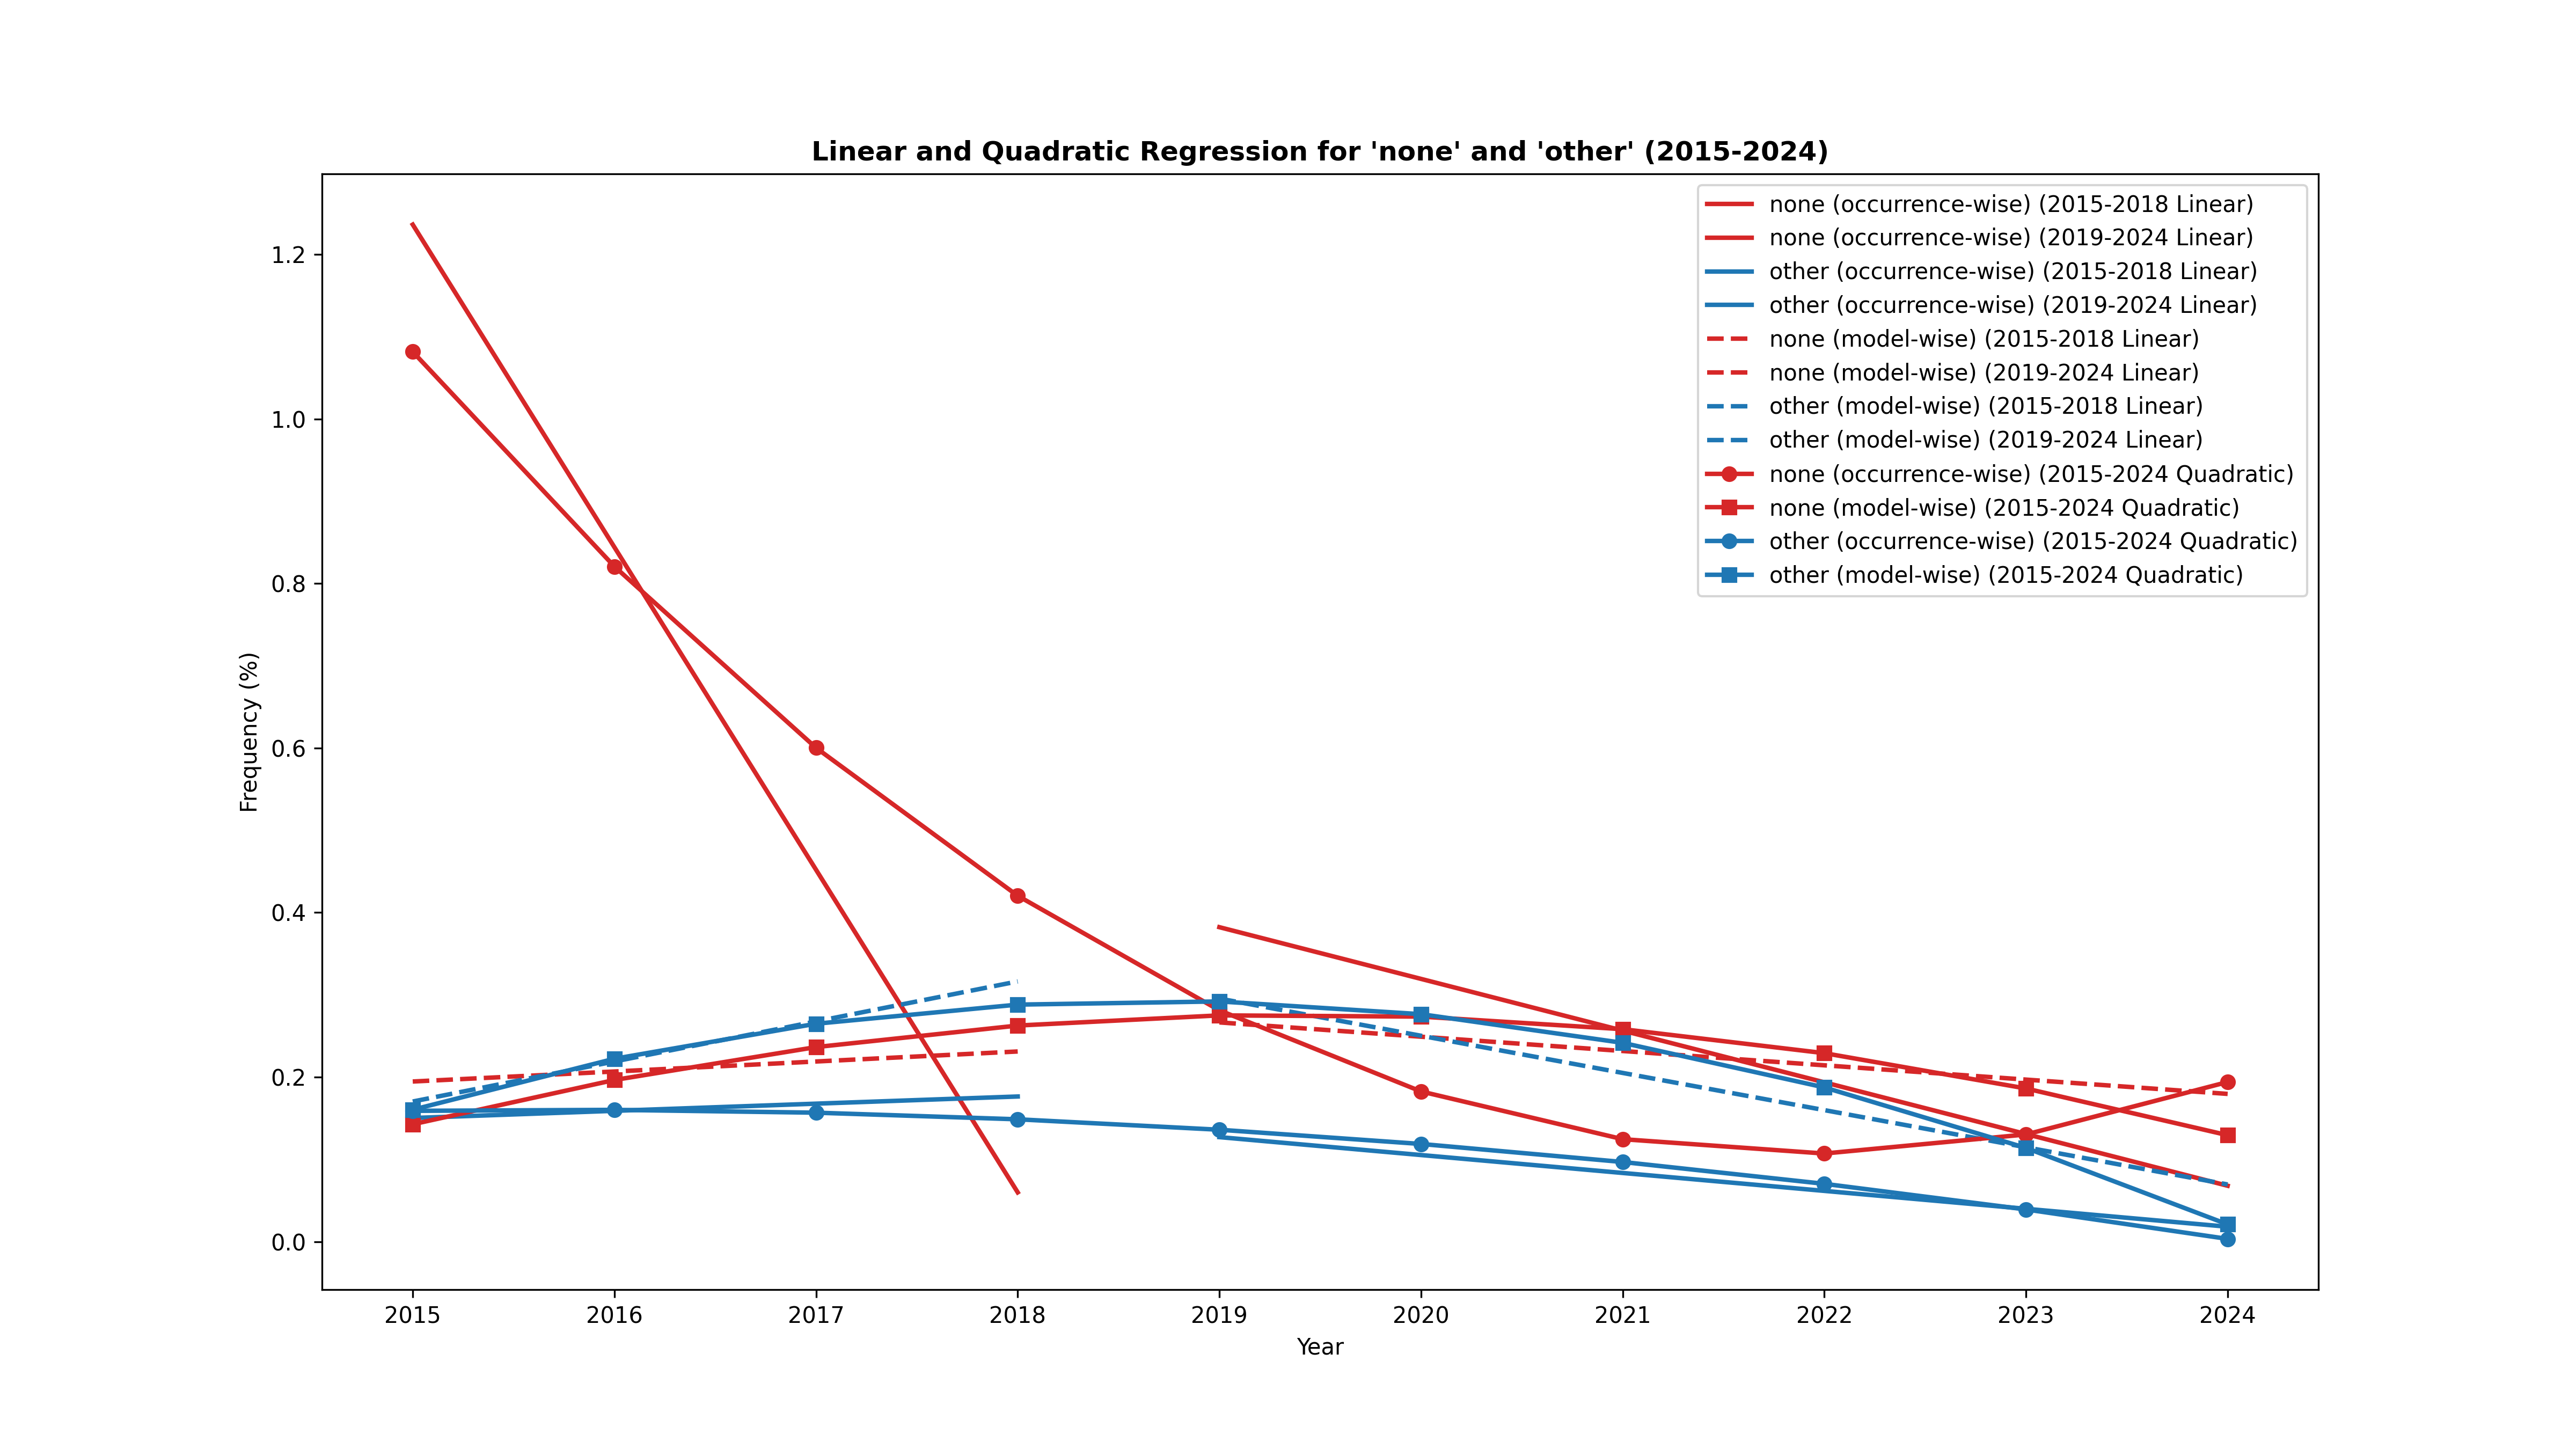 Linear and Quadratic Regression for 'none' and 'other' (2015-2024)
none (occurrence-wise) (2015-2018 Linear)
none (occurrence-wise) (2019-2024 Linear)
other (occurrence-wise) (2015-2018 Linear)
other (occurrence-wise) (2019-2024 Linear)
none (model-wise) (2015-2018 Linear)
none (model-wise) (2019-2024 Linear)
other (model-wise) (2015-2018 Linear)
other (model-wise) (2019-2024 Linear)
none (occurrence-wise) (2015-2024 Quadratic)
none (model-wise) (2015-2024 Quadratic)
other (occurrence-wise) (2015-2024 Quadratic)
other (model-wise) (2015-2024 Quadratic)
Frequency (%)
1.2
1.0
0.8
0.6
0.4
0.2
0.0
2015 2016 2017 2018 2019 2020 2021 2022 2023 2024
Year